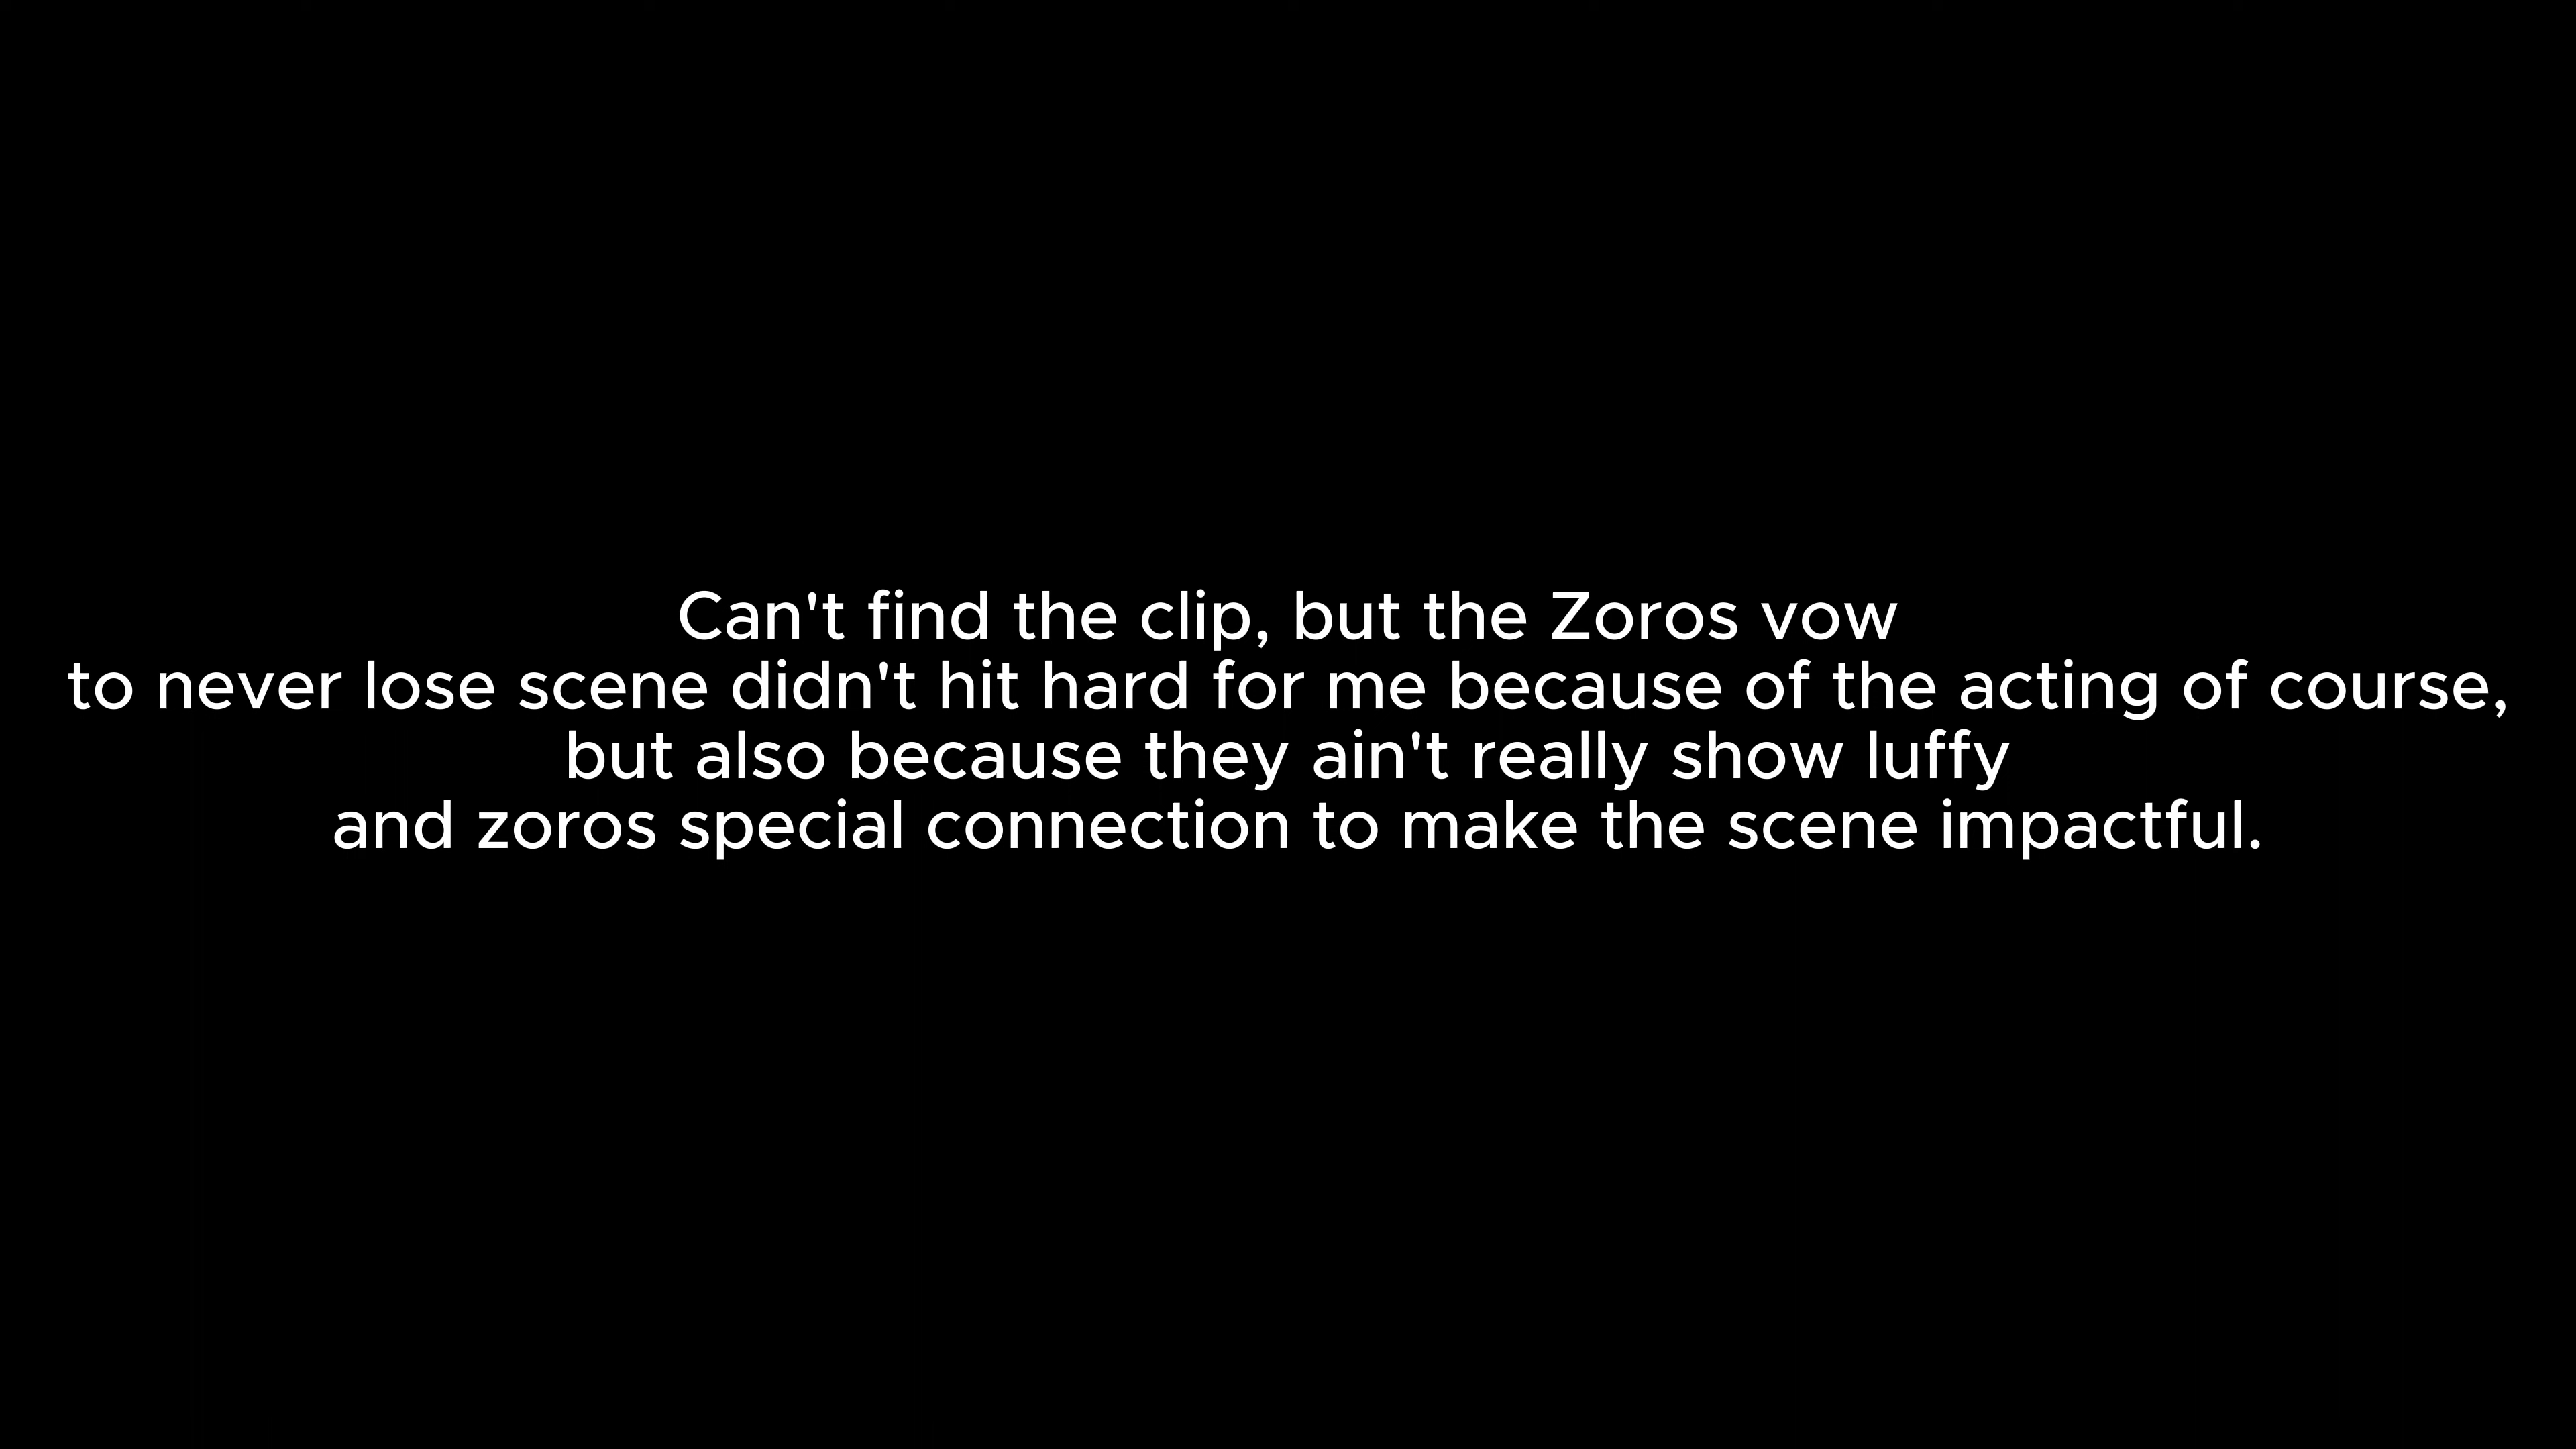 Can't find the clip, but the Zoros vow
to never lose scene didn't hit hard for me because of the acting of course,
but also because they ain't really show luffy
and zoros special connection to make the scene impactful.